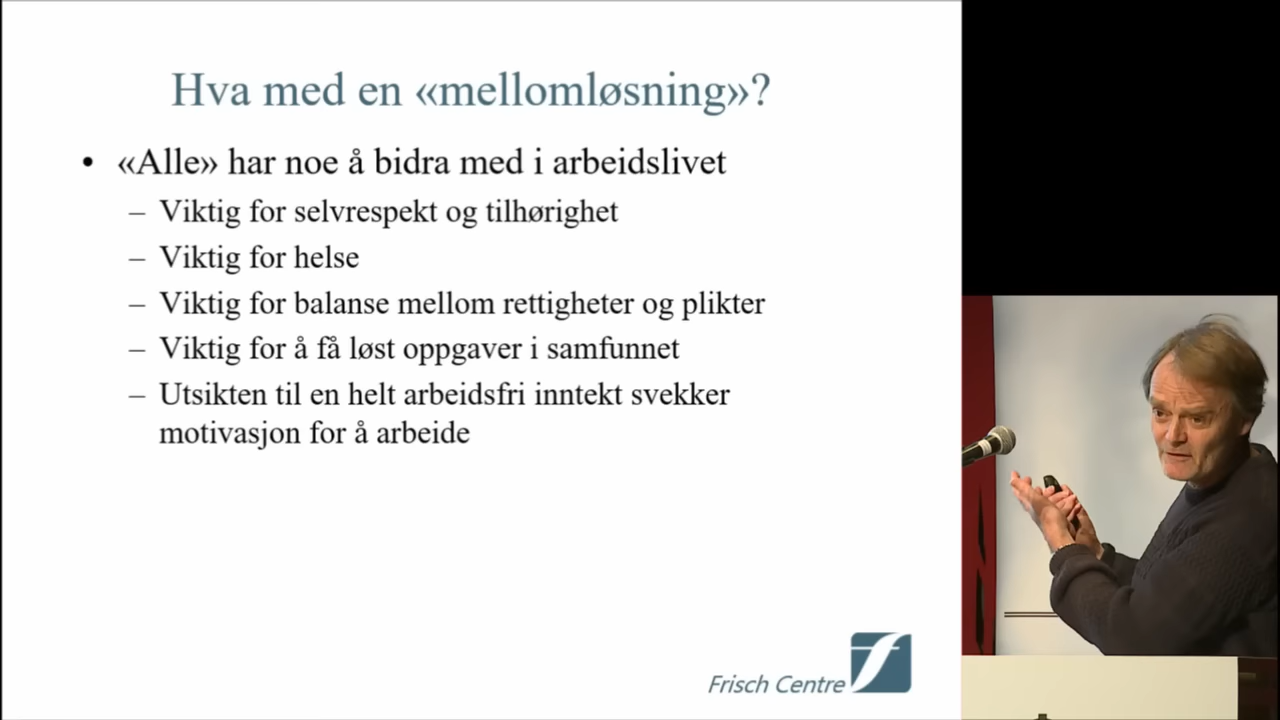 Hva med en «mellomløsning»?
• «Alle» har noe å bidra med i arbeidslivet
– Viktig for selvrespekt og tilhørighet
– Viktig for helse
– Viktig for balanse mellom rettigheter og plikter
– Viktig for å få løst oppgaver i samfunnet
– Utsikten til en helt arbeidsfri inntekt svekker
motivasjon for å arbeide
Frisch Centre